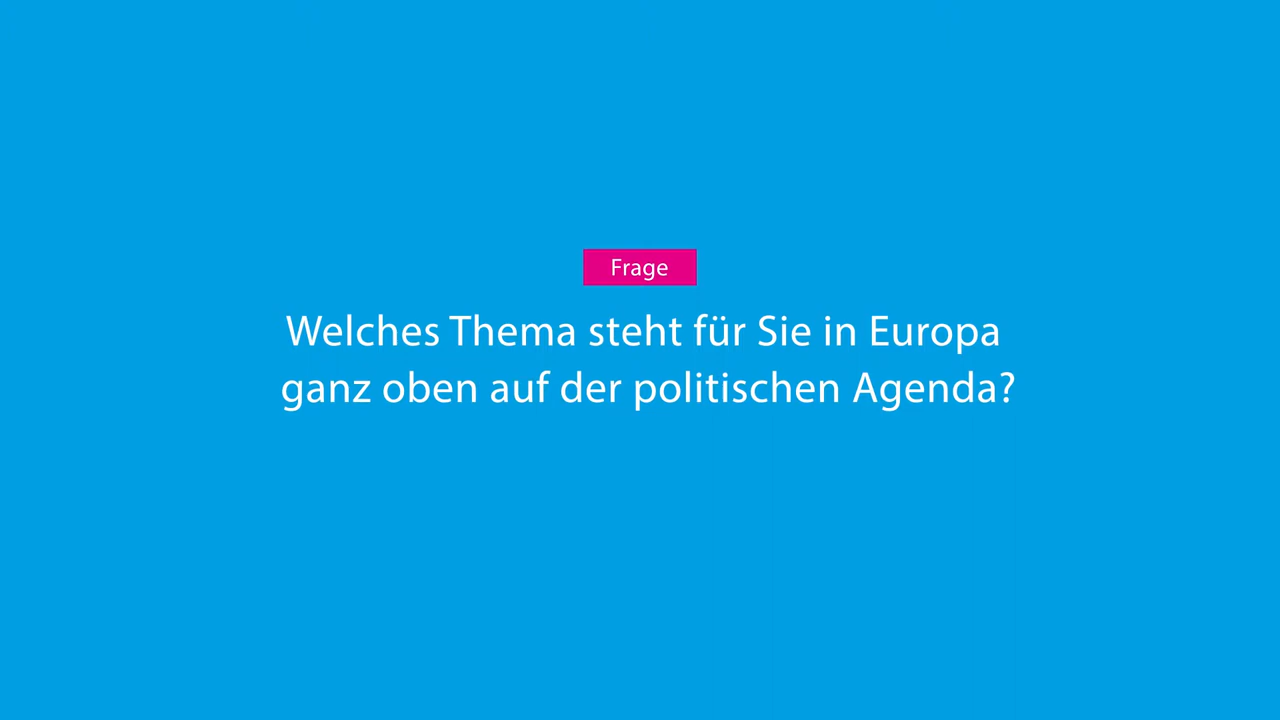 Frage
Welches Thema steht für Sie in Europa
ganz oben auf der politischen Agenda?